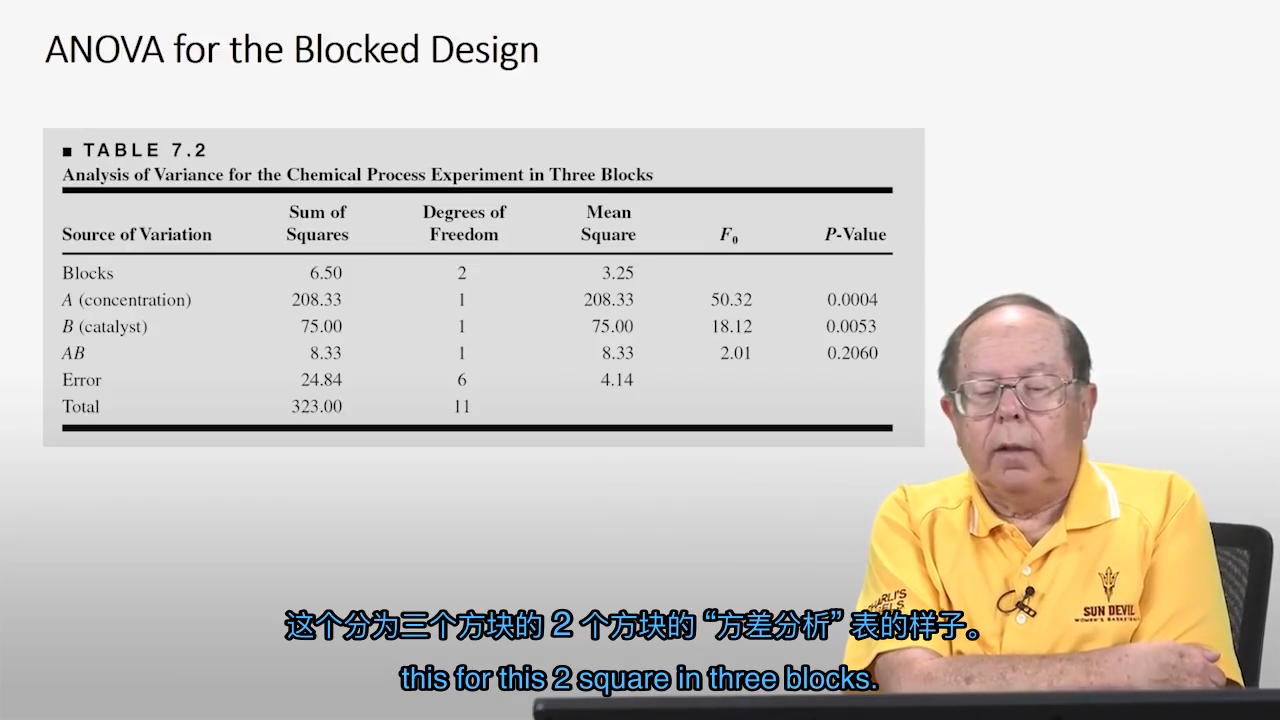 ANOVA for the Blocked Design
■ TABLE 7.2
Analysis of Variance for the Chemical Process Experiment in Three Blocks
Source of Variation Sum of Squares Degrees of Freedom Mean Square F₀ P-Value
Blocks 6.50 2 3.25
A (concentration) 208.33 1 208.33 50.32 0.0004
B (catalyst) 75.00 1 75.00 18.12 0.0053
AB 8.33 1 8.33 2.01 0.2060
Error 24.84 6 4.14
Total 323.00 11
SUN DEVIL
这个分为三个方块的 2 个方块的 “方差分析” 表的样子。
this for this 2 square in three blocks.